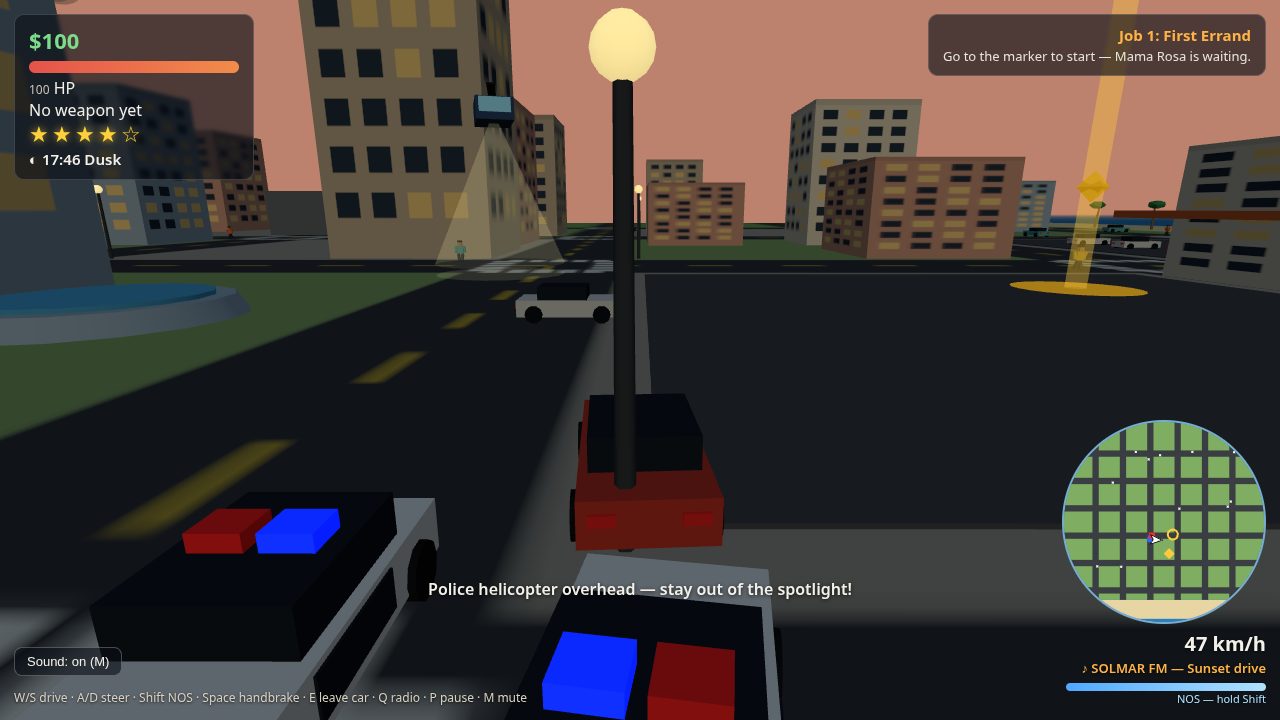 $100
100 HP
No weapon yet
★★★★☆
17:46 Dusk
Job 1: First Errand
Go to the marker to start — Mama Rosa is waiting.
Police helicopter overhead — stay out of the spotlight!
Sound: on (M)
W/S drive · A/D steer · Shift NOS · Space handbrake · E leave car · Q radio · P pause · M mute
47 km/h
♪ SOLMAR FM — Sunset drive
NOS — hold Shift